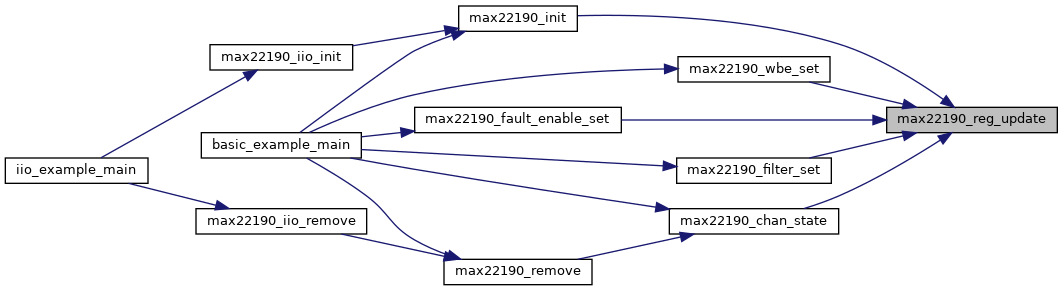 max22190_init
max22190_iio_init
max22190_wbe_set
max22190_fault_enable_set
max22190_reg_update
basic_example_main
iio_example_main
max22190_filter_set
max22190_iio_remove
max22190_chan_state
max22190_remove